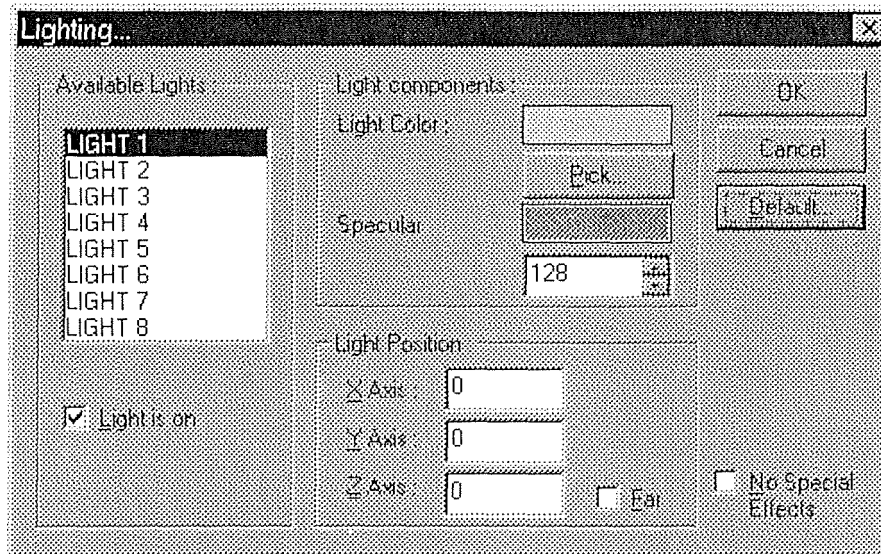 Lighting...
Available Lights :
LIGHT 1
LIGHT 2
LIGHT 3
LIGHT 4
LIGHT 5
LIGHT 6
LIGHT 7
LIGHT 8
Light is on
Light components :
Light Color :
Pick...
Specular
128
Light Position
X Axis : 0
Y Axis : 0
Z Axis : 0
Far
OK
Cancel
Default...
No Special
Effects